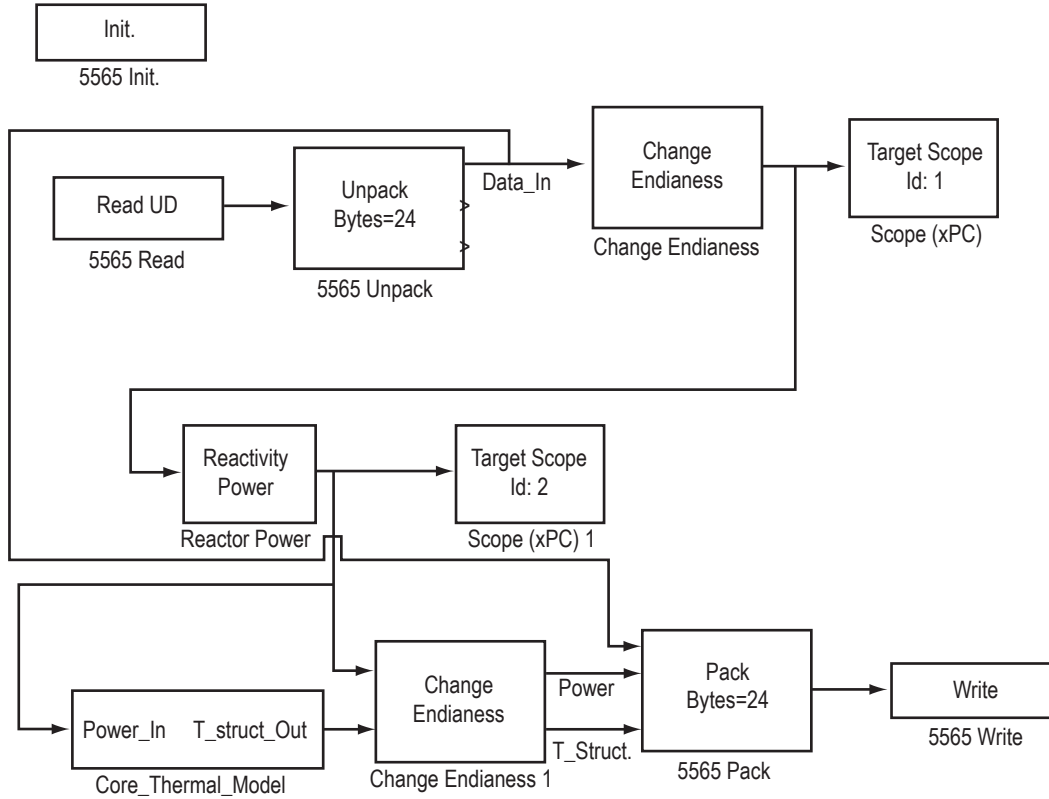 Init.
5565 Init.
Read UD
5565 Read
Unpack
Bytes=24
5565 Unpack
Data_In
Change
Endianess
Change Endianess
Target Scope
Id: 1
Scope (xPC)
Reactivity
Power
Reactor Power
Target Scope
Id: 2
Scope (xPC) 1
Power_In T_struct_Out
Core_Thermal_Model
Change
Endianess
Change Endianess 1
Power
T_Struct.
Pack
Bytes=24
5565 Pack
Write
5565 Write